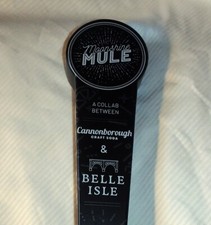 Moonshine
MULE
A COLLAB
BETWEEN
Cannonborough
CRAFT SODA
&
BELLE
ISLE